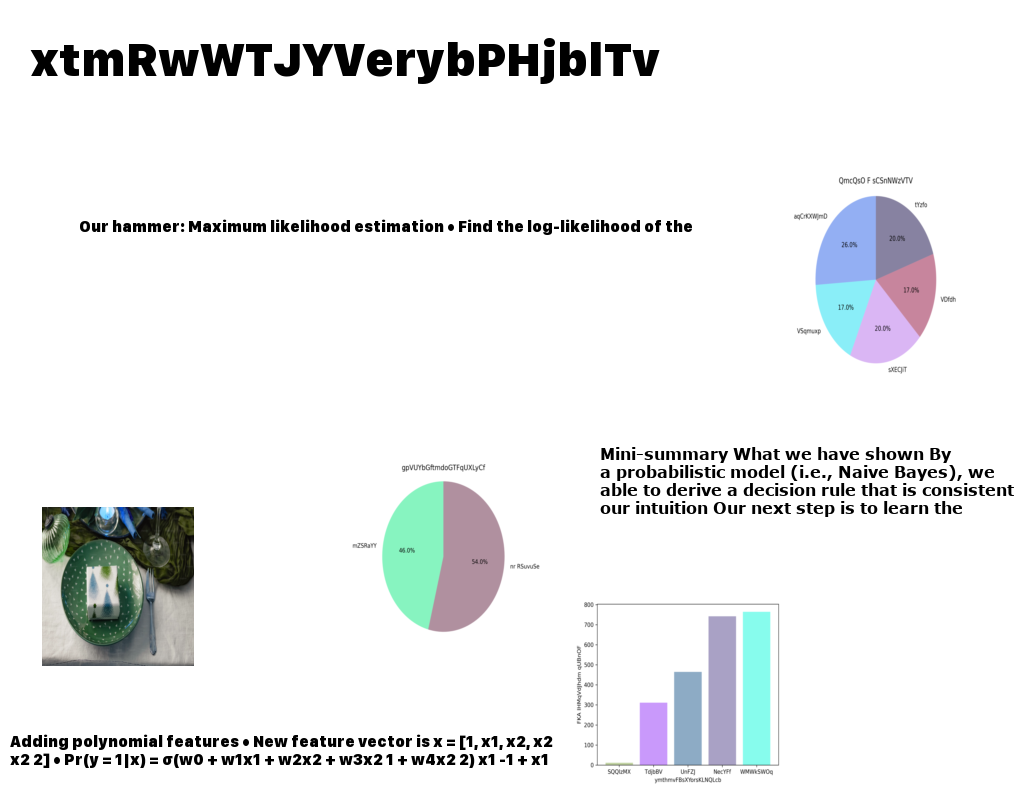 xtmRwWTJYVerybPHjblTv
Our hammer: Maximum likelihood estimation • Find the log-likelihood of the
QmcQsO F sCSnNWzVTV
tYzfo
aqCrKXWjmD
20.0%
26.0%
17.0%
VDfdh
17.0%
20.0%
VSqmuxp
sXECJiT
Mini-summary What we have shown By
a probabilistic model (i.e., Naive Bayes), we
able to derive a decision rule that is consistent
our intuition Our next step is to learn the
gpVUYbGftmdoGTFqUXLyCf
mZSRaYY
46.0%
54.0%
nr RSuvuSe
800
700
600
500
400
300
200
100
0
SQQlzMX TdjbBV UnFZJ NecYFf WMWkSWOq
ymthmvFBsXYorsKLNQLcb
Adding polynomial features • New feature vector is x = [1, x1, x2, x2
x2 2] • Pr(y = 1|x) = σ(w0 + w1x1 + w2x2 + w3x2 1 + w4x2 2) x1 -1 + x1